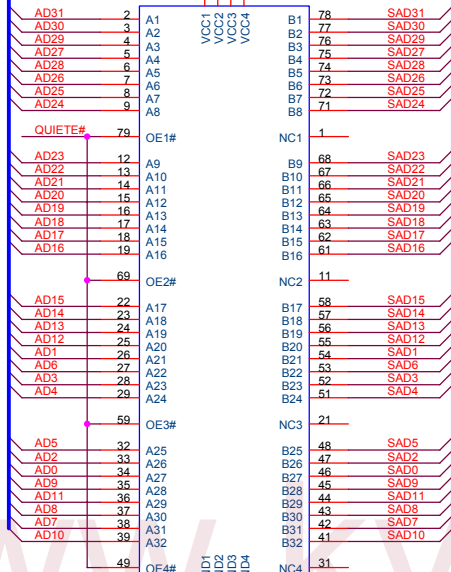 VCC1 VCC2 VCC3 VCC4
AD31 2 A1 B1 78 SAD31
AD30 3 A2 B2 77 SAD30
AD29 4 A3 B3 76 SAD29
AD27 5 A4 B4 75 SAD27
AD28 6 A5 B5 74 SAD28
AD26 7 A6 B6 73 SAD26
AD25 8 A7 B7 72 SAD25
AD24 9 A8 B8 71 SAD24
QUIETE# 79 OE1# NC1 1
AD23 12 A9 B9 68 SAD23
AD22 13 A10 B10 67 SAD22
AD21 14 A11 B11 66 SAD21
AD20 15 A12 B12 65 SAD20
AD19 16 A13 B13 64 SAD19
AD18 17 A14 B14 63 SAD18
AD17 18 A15 B15 62 SAD17
AD16 19 A16 B16 61 SAD16
69 OE2# NC2 11
AD15 22 A17 B17 58 SAD15
AD14 23 A18 B18 57 SAD14
AD13 24 A19 B19 56 SAD13
AD12 25 A20 B20 55 SAD12
AD1 26 A21 B21 54 SAD1
AD6 27 A22 B22 53 SAD6
AD3 28 A23 B23 52 SAD3
AD4 29 A24 B24 51 SAD4
59 OE3# NC3 21
AD5 32 A25 B25 48 SAD5
AD2 33 A26 B26 47 SAD2
AD0 34 A27 B27 46 SAD0
AD9 35 A28 B28 45 SAD9
AD11 36 A29 B29 44 SAD11
AD8 37 A30 B30 43 SAD8
AD7 38 A31 B31 42 SAD7
AD10 39 A32 B32 41 SAD10
49 OE4# ND1 ND2 ND3 ND4 NC4 31